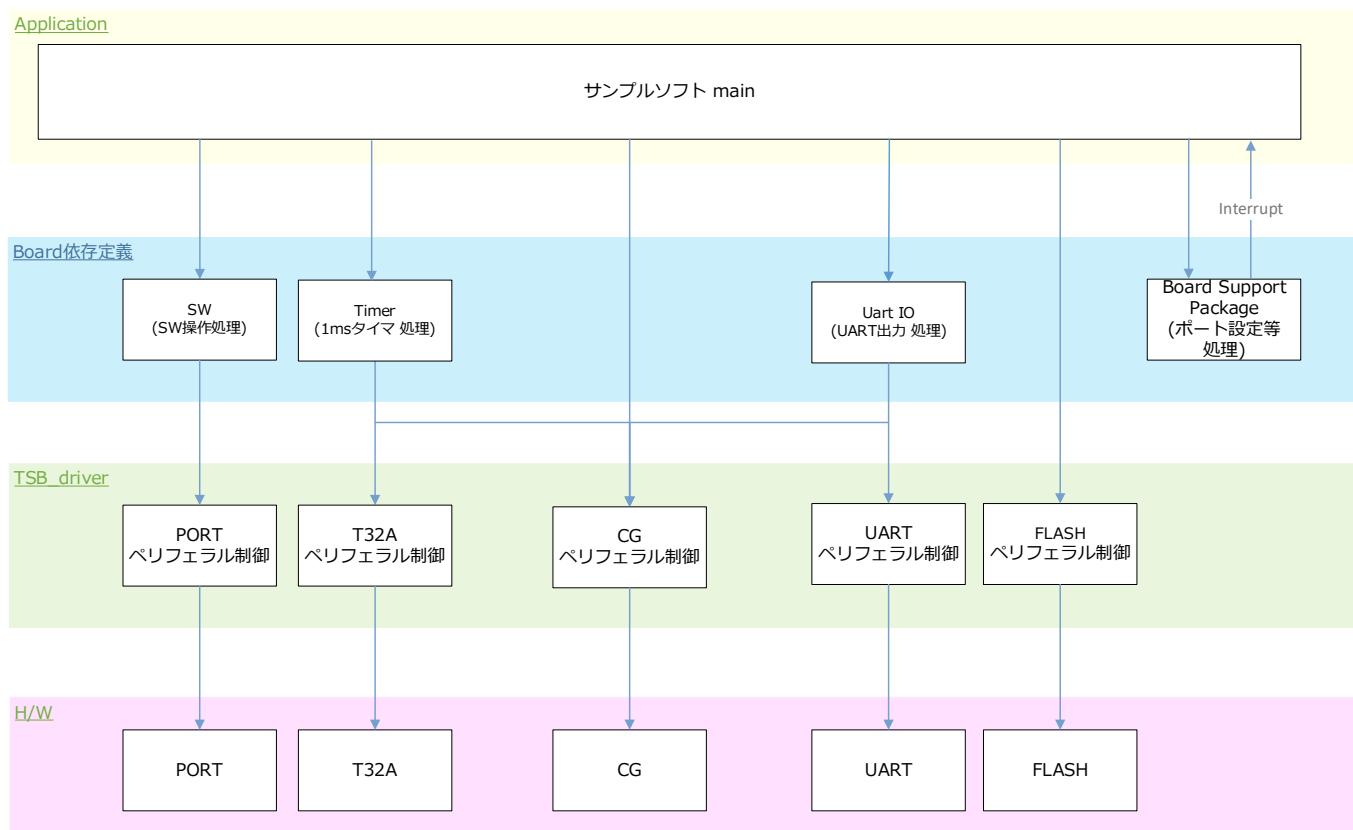 Application
サンプルソフト main
Interrupt
Board依存定義
SW
(SW操作処理)
Timer
(1msタイマ 処理)
Uart IO
(UART出力 処理)
Board Support
Package
(ポート設定等
処理)
TSB_driver
PORT
ペリフェラル制御
T32A
ペリフェラル制御
CG
ペリフェラル制御
UART
ペリフェラル制御
FLASH
ペリフェラル制御
H/W
PORT
T32A
CG
UART
FLASH